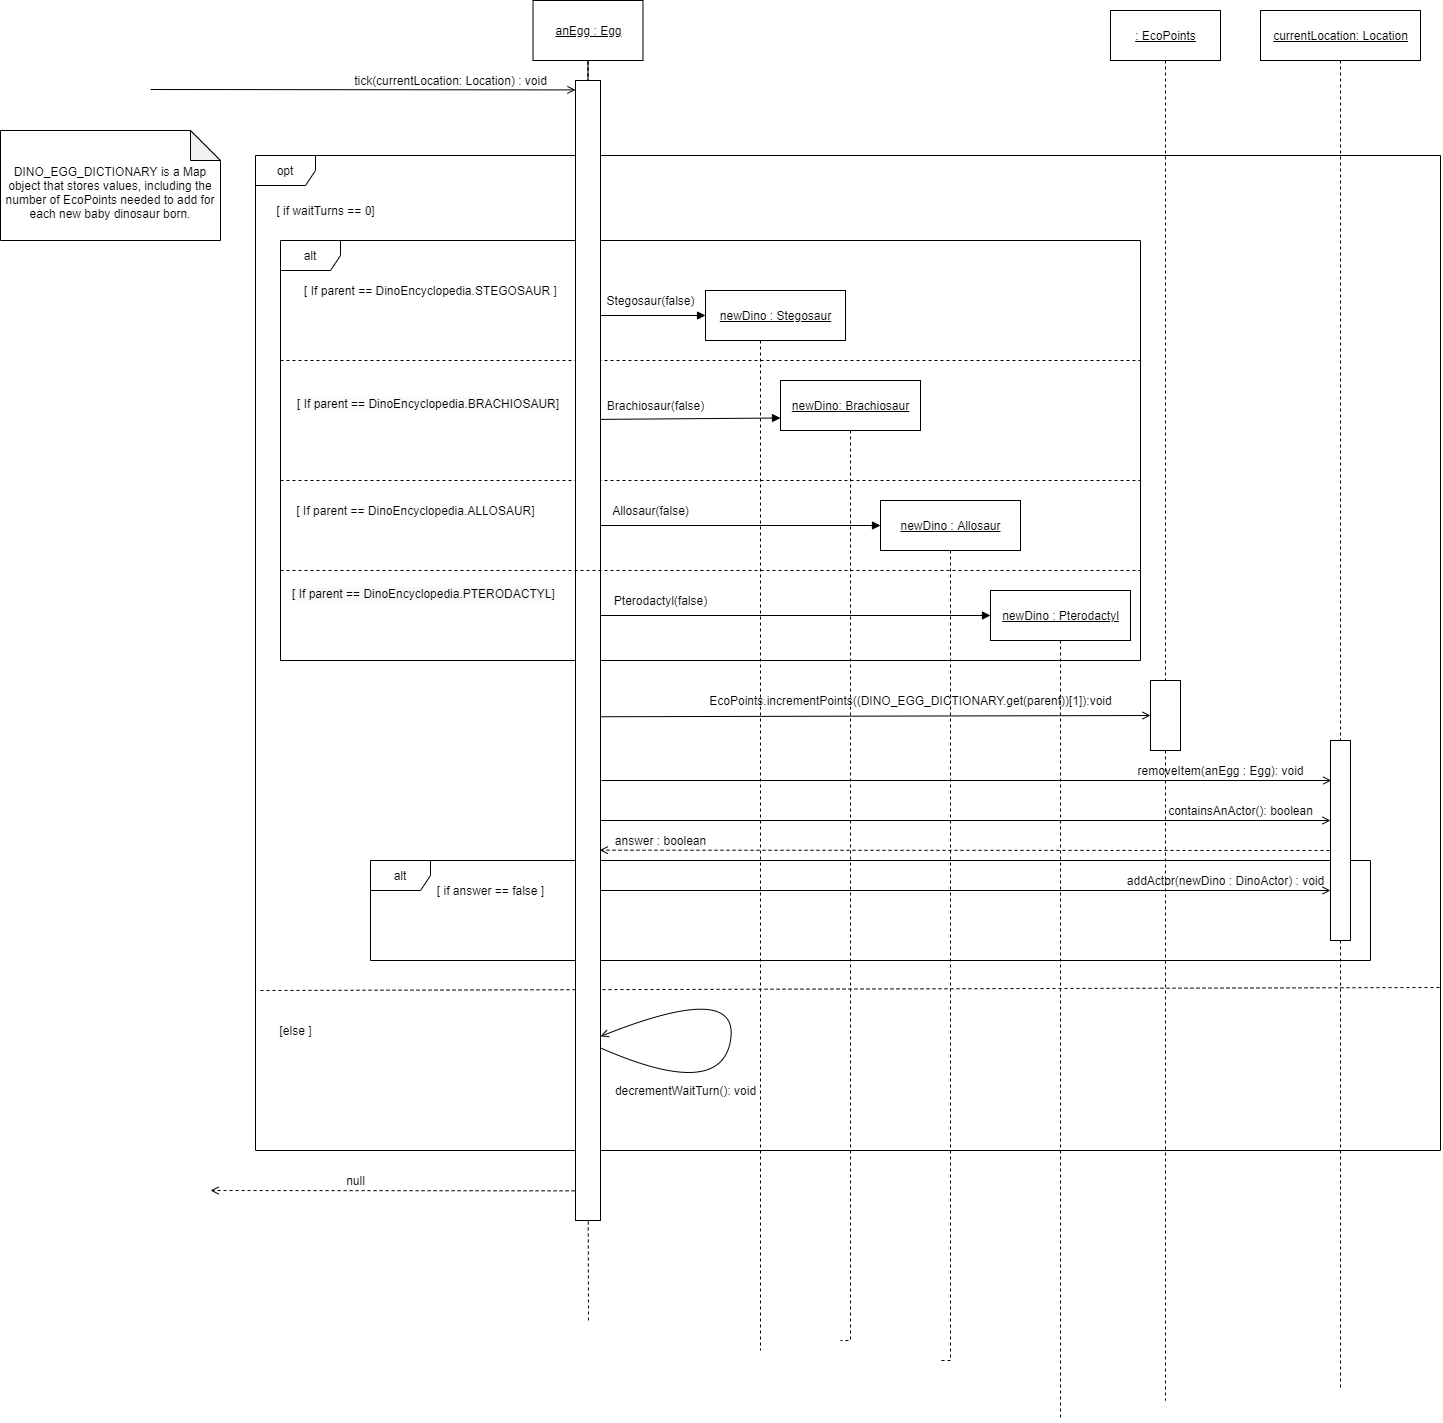 anEgg : Egg
: EcoPoints
currentLocation: Location
tick(currentLocation: Location) : void
DINO_EGG_DICTIONARY is a Map
object that stores values, including the
number of EcoPoints needed to add for
each new baby dinosaur born.
opt
[ if waitTurns == 0]
alt
[ If parent == DinoEncyclopedia.STEGOSAUR ]
Stegosaur(false)
newDino : Stegosaur
[ If parent == DinoEncyclopedia.BRACHIOSAUR]
Brachiosaur(false)
newDino: Brachiosaur
[ If parent == DinoEncyclopedia.ALLOSAUR]
Allosaur(false)
newDino : Allosaur
[ If parent == DinoEncyclopedia.PTERODACTYL]
Pterodactyl(false)
newDino : Pterodactyl
EcoPoints.incrementPoints((DINO_EGG_DICTIONARY.get(parent))[1]):void
removeItem(anEgg : Egg): void
containsAnActor(): boolean
answer : boolean
alt
[ if answer == false ]
addActor(newDino : DinoActor) : void
[else ]
decrementWaitTurn(): void
null